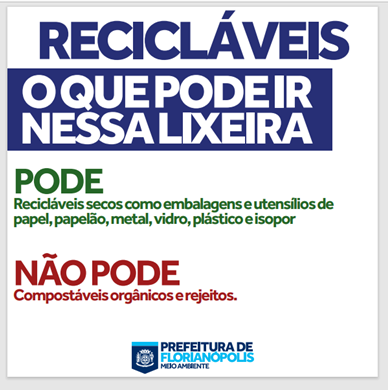 RECICLÁVEIS
O QUE PODE IR
NESSA LIXEIRA
PODE
Recicláveis secos como embalagens e utensílios de
papel, papelão, metal, vidro, plástico e isopor
NÃO PODE
Compostáveis orgânicos e rejeitos.
PREFEITURA DE
FLORIANÓPOLIS
MEIO AMBIENTE